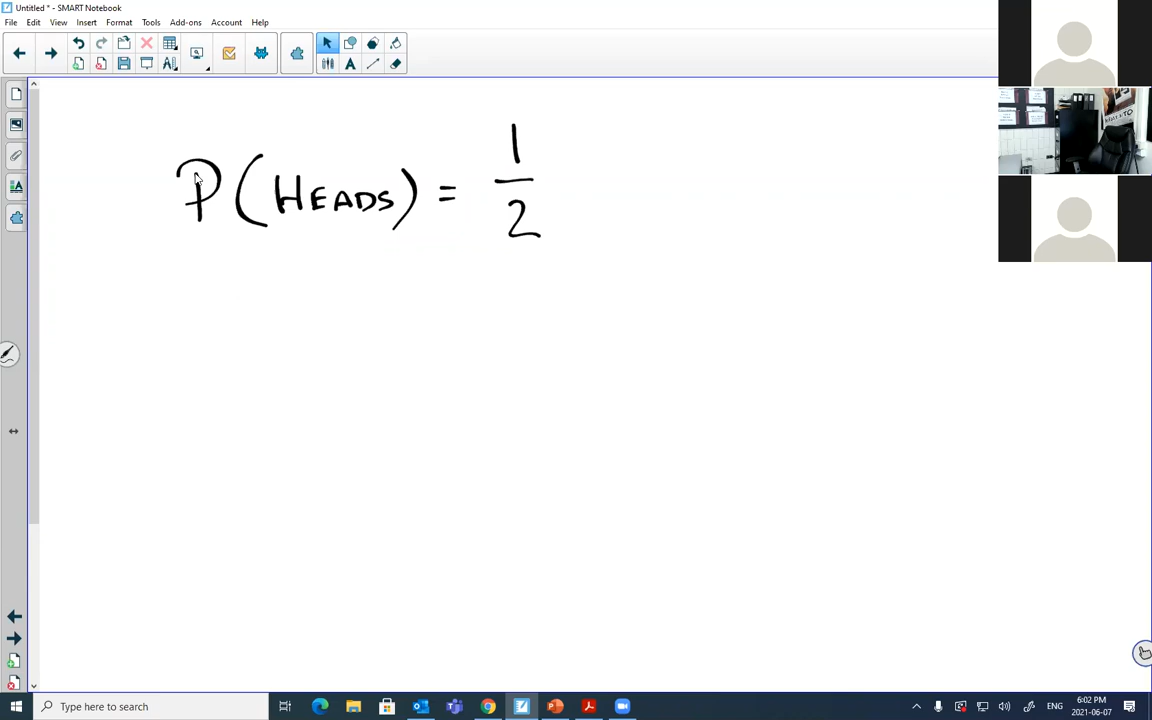 Untitled * - SMART Notebook
File Edit View Insert Format Tools Add-ons Account Help
P(HEADS) = 1/2
Type here to search
ENG
6:02 PM
2021-06-07